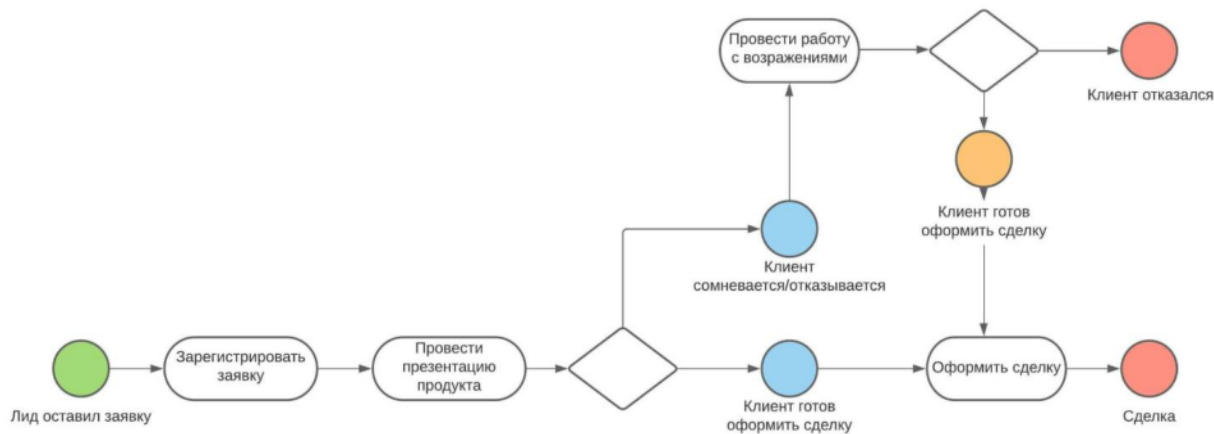 Провести работу
с возражениями
Клиент отказался
Клиент готов
оформить сделку
Клиент
сомневается/отказывается
Зарегистрировать
заявку
Провести
презентацию
продукта
Оформить сделку
Лид оставил заявку
Клиент готов
оформить сделку
Сделка